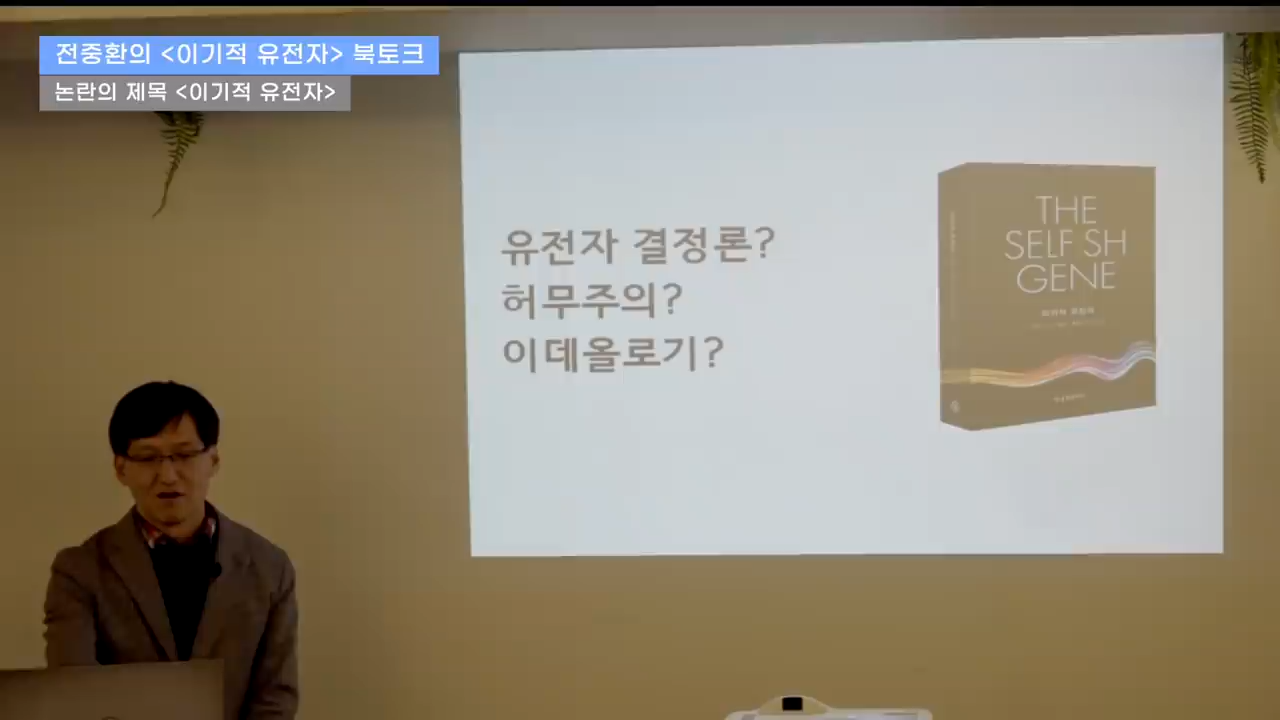 전중환의 <이기적 유전자> 북토크
논란의 제목 <이기적 유전자>
유전자 결정론?
허무주의?
이데올로기?
THE
SELF SH
GENE